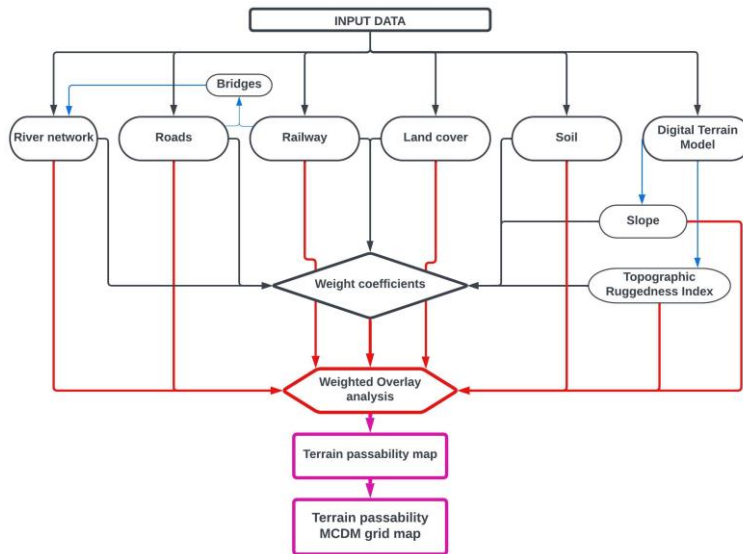 INPUT DATA
Bridges
River network
Roads
Railway
Land cover
Soil
Digital Terrain
Model
Slope
Weight coefficients
Topographic
Ruggedness Index
Weighted Overlay
analysis
Terrain passability map
Terrain passability
MCDM grid map